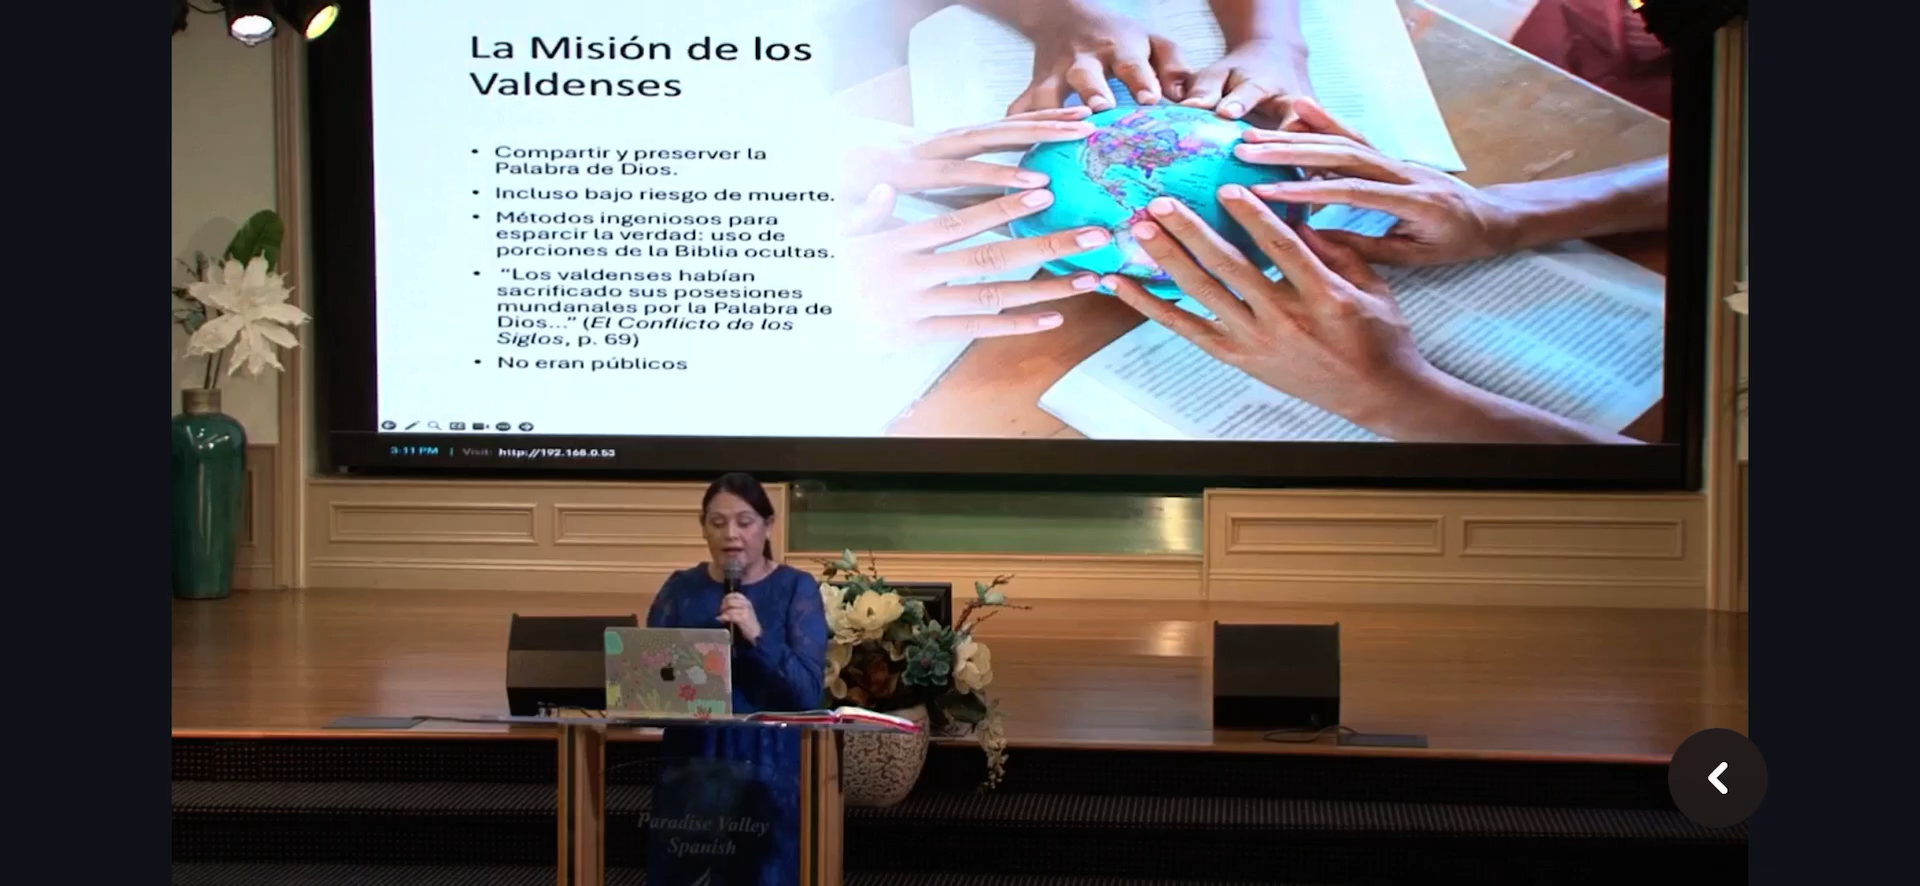 La Misión de los
Valdenses
• Compartir y preserver la
Palabra de Dios.
• Incluso bajo riesgo de muerte.
• Métodos ingeniosos para
esparcir la verdad: uso de
porciones de la Biblia ocultas.
• “Los valdenses habían
sacrificado sus posesiones
mundanales por la Palabra de
Dios...” (El Conflicto de los
Siglos, p. 69)
• No eran públicos
3:11 PM | Visit: http://192.168.0.53
Paradise Valley
Spanish